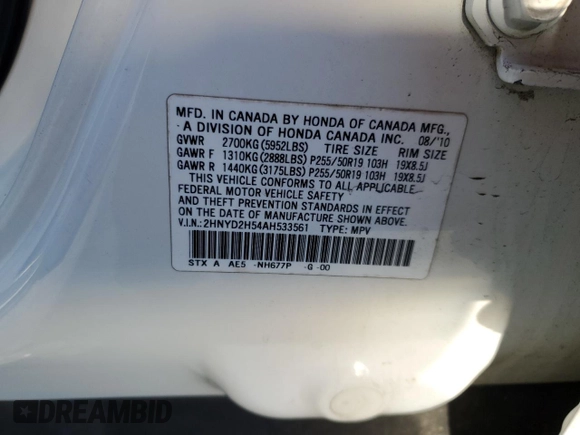 MFD. IN CANADA BY HONDA OF CANADA MFG.,
A DIVISION OF HONDA CANADA INC. 08/'10
GVWR 2700KG(5952LBS) TIRE SIZE RIM SIZE
GAWR F 1310KG(2888LBS) P255/50R19 103H 19X8.5J
GAWR R 1440KG(3175LBS) P255/50R19 103H 19X8.5J
THIS VEHICLE CONFORMS TO ALL APPLICABLE
FEDERAL MOTOR VEHICLE SAFETY
AND THEFT PREVENTION STANDARDS IN EFFECT
ON THE DATE OF MANUFACTURE SHOWN ABOVE.
V.I.N.: 2HNYD2H54AH533561 TYPE: MPV
STX A AE5 -NH677P -G -00
DREAMBID